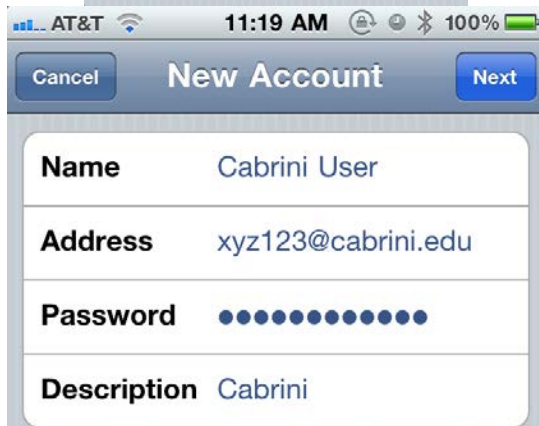 AT&T 11:19 AM 100%
Cancel New Account Next
Name Cabrini User
Address xyz123@cabrini.edu
Password ●●●●●●●●●●●●
Description Cabrini